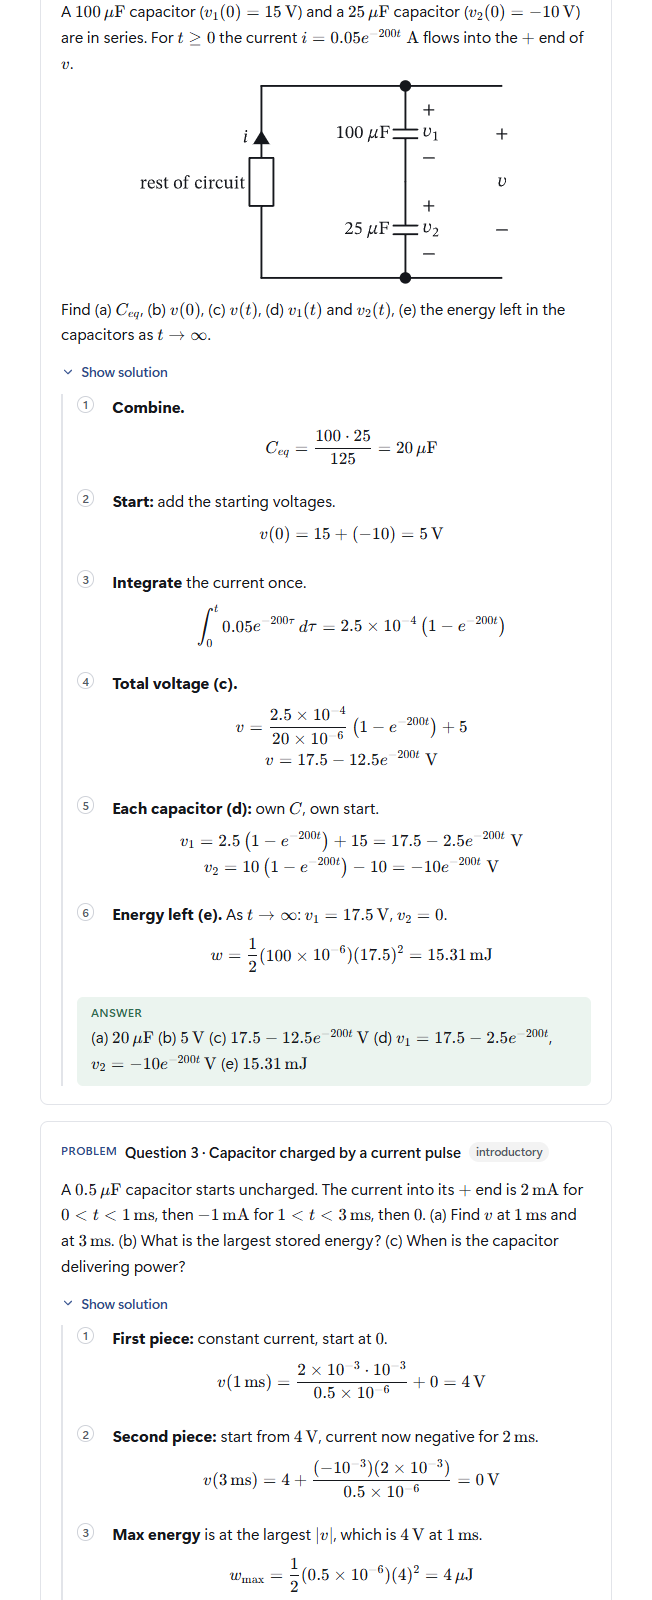 A 100 μF capacitor (v₁(0) = 15 V) and a 25 μF capacitor (v₂(0) = −10 V)
are in series. For t ≥ 0 the current i = 0.05e^{−200t} A flows into the + end of
v.
i
100 μF
+
v₁
−
+
v
−
rest of circuit
25 μF
+
v₂
−
Find (a) C_{eq}, (b) v(0), (c) v(t), (d) v₁(t) and v₂(t), (e) the energy left in the
capacitors as t → ∞.
Show solution
1 Combine.
C_{eq} = \frac{100 · 25}{125} = 20 μF
2 Start: add the starting voltages.
v(0) = 15 + (−10) = 5 V
3 Integrate the current once.
∫₀ᵗ 0.05e^{−200τ} dτ = 2.5 × 10^{−4} (1 − e^{−200t})
4 Total voltage (c).
v = \frac{2.5 × 10^{−4}}{20 × 10^{−6}} (1 − e^{−200t}) + 5
v = 17.5 − 12.5e^{−200t} V
5 Each capacitor (d): own C, own start.
v₁ = 2.5 (1 − e^{−200t}) + 15 = 17.5 − 2.5e^{−200t} V
v₂ = 10 (1 − e^{−200t}) − 10 = −10e^{−200t} V
6 Energy left (e). As t → ∞: v₁ = 17.5 V, v₂ = 0.
w = \frac{1}{2}(100 × 10^{−6})(17.5)² = 15.31 mJ
ANSWER
(a) 20 μF (b) 5 V (c) 17.5 − 12.5e^{−200t} V (d) v₁ = 17.5 − 2.5e^{−200t},
v₂ = −10e^{−200t} V (e) 15.31 mJ
PROBLEM Question 3 · Capacitor charged by a current pulse introductory
A 0.5 μF capacitor starts uncharged. The current into its + end is 2 mA for
0 < t < 1 ms, then −1 mA for 1 < t < 3 ms, then 0. (a) Find v at 1 ms and
at 3 ms. (b) What is the largest stored energy? (c) When is the capacitor
delivering power?
Show solution
1 First piece: constant current, start at 0.
v(1 ms) = \frac{2 × 10^{−3} · 10^{−3}}{0.5 × 10^{−6}} + 0 = 4 V
2 Second piece: start from 4 V, current now negative for 2 ms.
v(3 ms) = 4 + \frac{(−10^{−3})(2 × 10^{−3})}{0.5 × 10^{−6}} = 0 V
3 Max energy is at the largest |v|, which is 4 V at 1 ms.
w_{max} = \frac{1}{2}(0.5 × 10^{−6})(4)² = 4 μJ